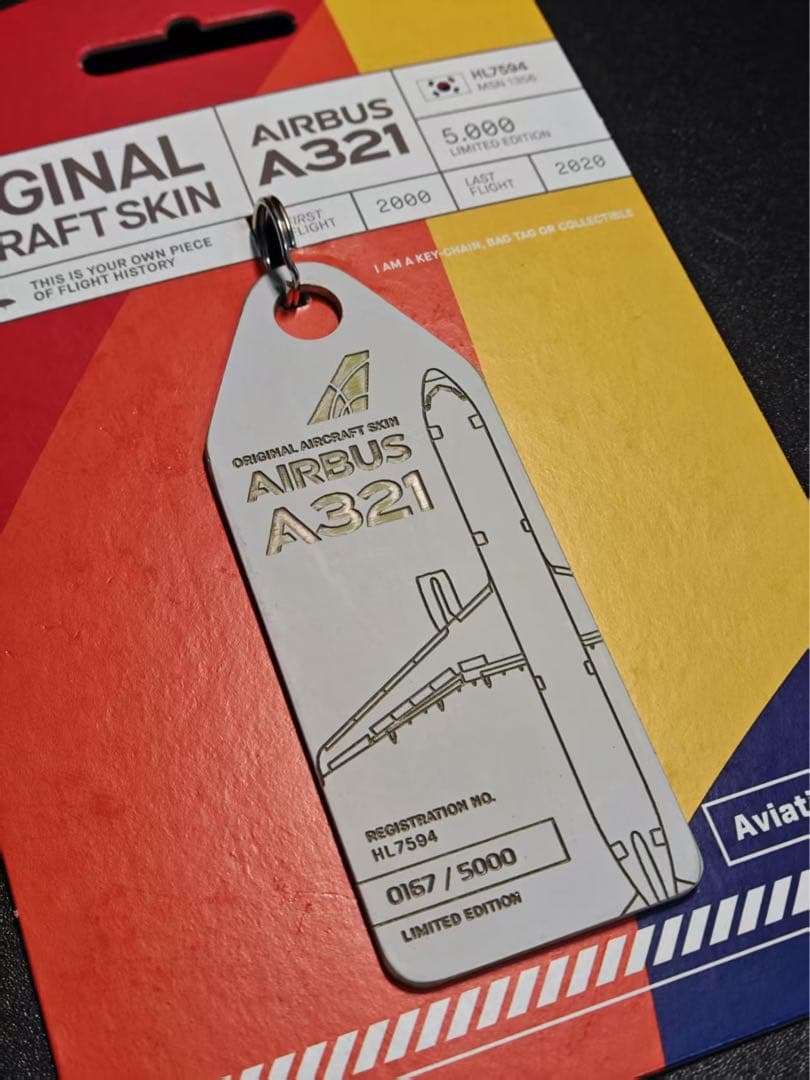 GINAL
RAFT SKIN
THIS IS YOUR OWN PIECE
OF FLIGHT HISTORY
AIRBUS
A321
HL7594
MSN 1356
5.000
LIMITED EDITION
FIRST
FLIGHT
2000
LAST
FLIGHT
2020
I AM A KEY-CHAIR, BAG TAG OR COLLECTIBLE
ORIGINAL AIRCRAFT SKIN
AIRBUS
A321
REGISTRATION NO.
HL7594
0167 / 5000
LIMITED EDITION
Aviati